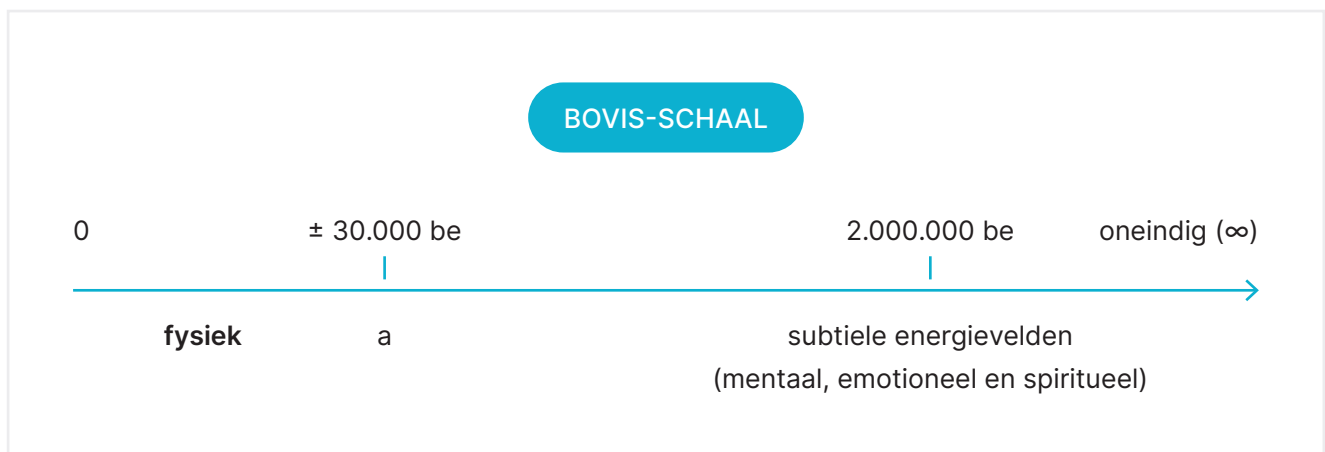 BOVIS-SCHAAL
0 ± 30.000 be 2.000.000 be oneindig (∞)
fysiek a subtiele energievelden
(mentaal, emotioneel en spiritueel)